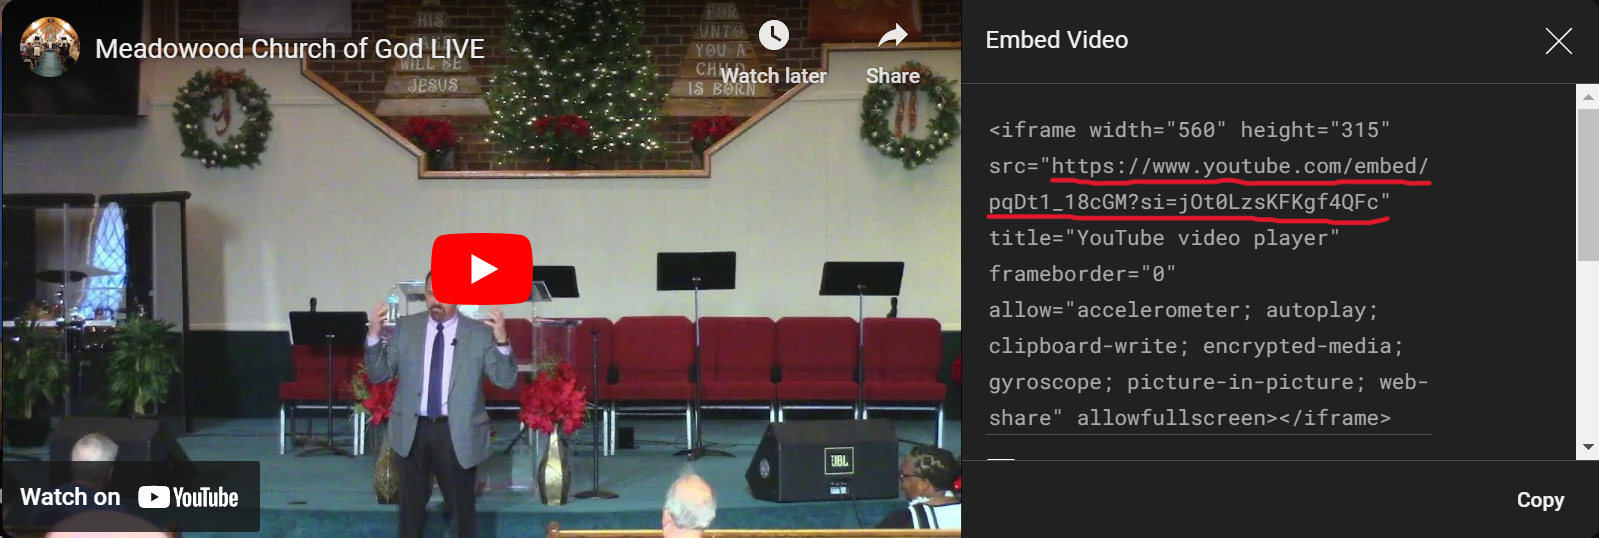 Meadowood Church of God LIVE
HIS
WILL BE
JESUS
FOR
UNTO
YOU A
CHILD
IS BORN
Watch later
Share
JBL
Watch on YouTube
Embed Video
<iframe width="560" height="315"
src="https://www.youtube.com/embed/
pqDt1_18cGM?si=jOt0LzsKFKgf4QFc"
title="YouTube video player"
frameborder="0"
allow="accelerometer; autoplay;
clipboard-write; encrypted-media;
gyroscope; picture-in-picture; web-
share" allowfullscreen></iframe>
Copy